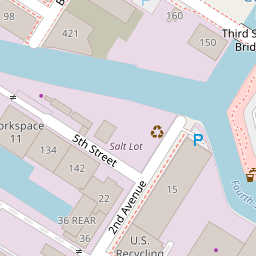 98
421
B
160
150
Third S
Brid
orkspace
11
134
142
5th Street
Salt Lot
P
22
36 REAR
36
2nd Avenue
15
Fourth S
U.S.
Recycling